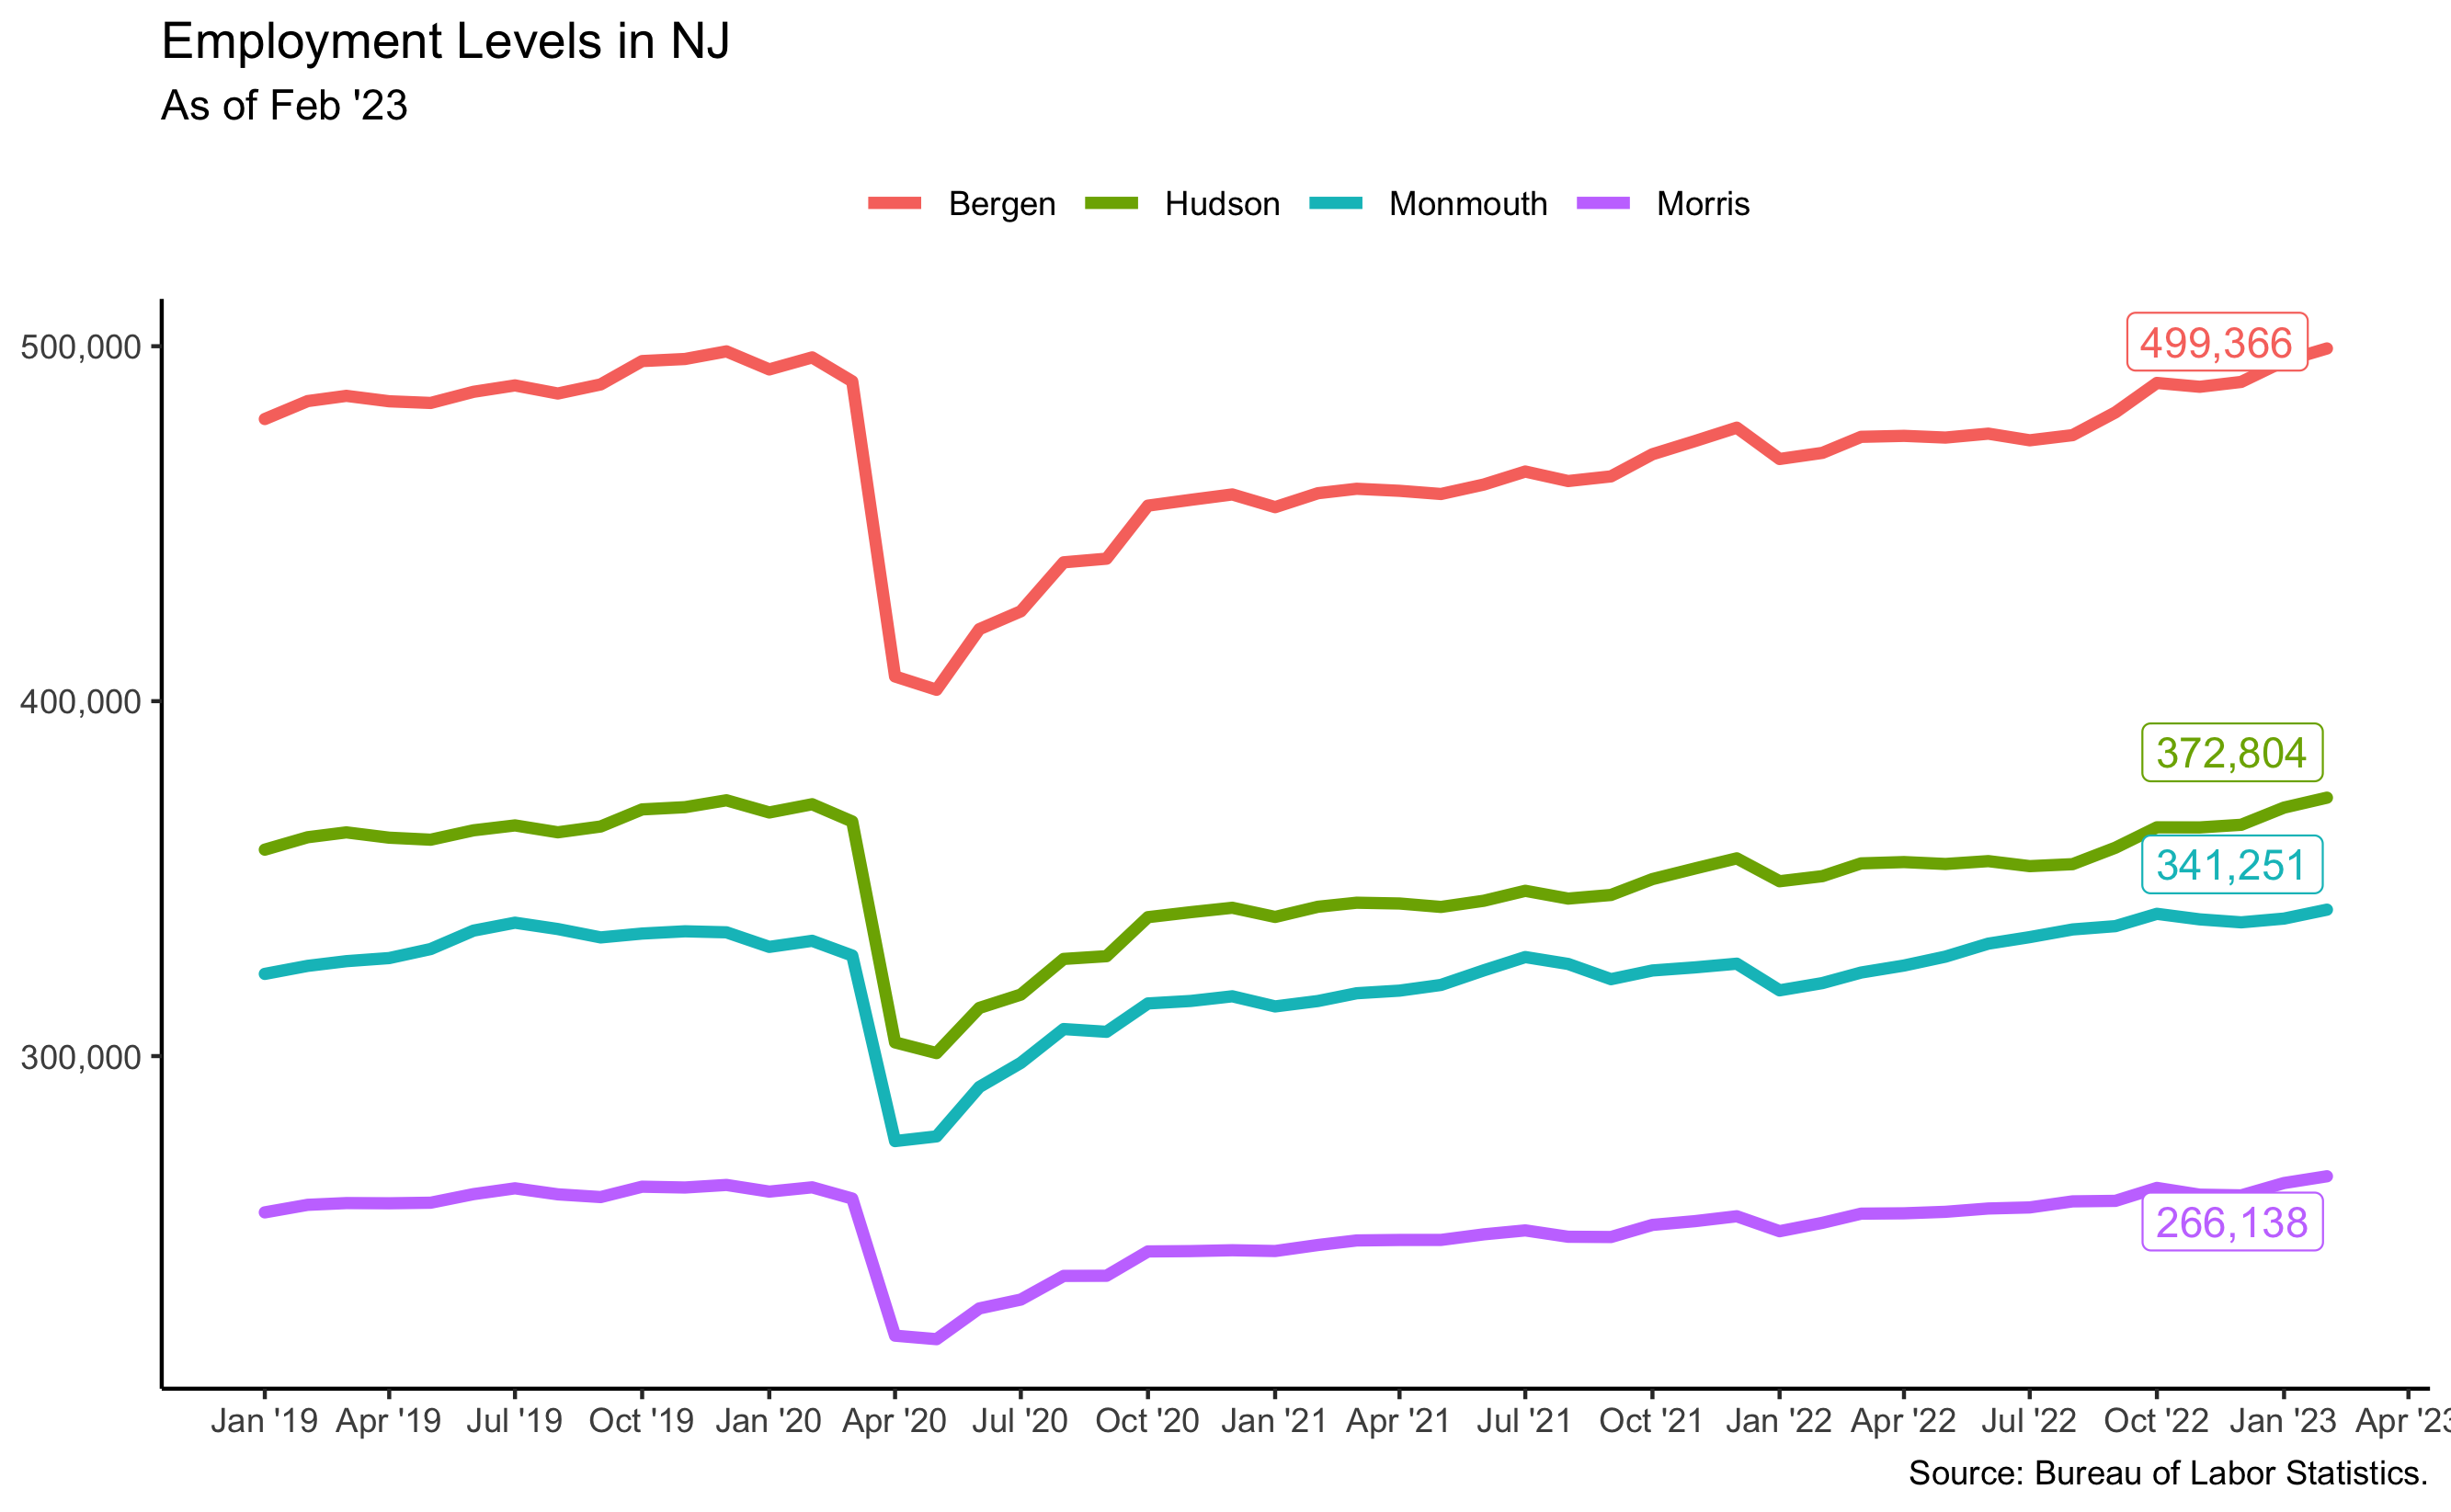 Employment Levels in NJ
As of Feb '23
Bergen Hudson Monmouth Morris
500,000
400,000
300,000
499,366
372,804
341,251
266,138
Jan '19 Apr '19 Jul '19 Oct '19 Jan '20 Apr '20 Jul '20 Oct '20 Jan '21 Apr '21 Jul '21 Oct '21 Jan '22 Apr '22 Jul '22 Oct '22 Jan '23 Apr '23
Source: Bureau of Labor Statistics.